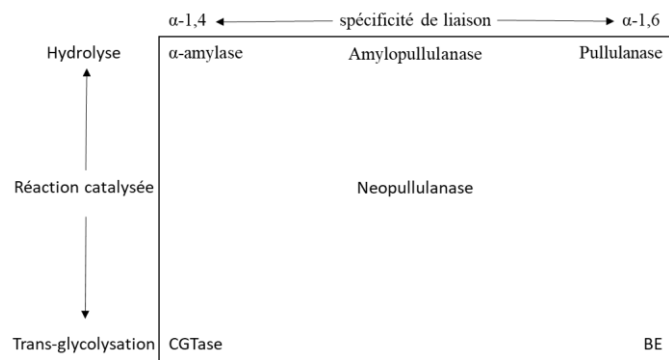 α-1,4 spécificité de liaison α-1,6
Hydrolyse α-amylase Amylopullulanase Pullulanase
Réaction catalysée Neopullulanase
Trans-glycolysation CGTase BE